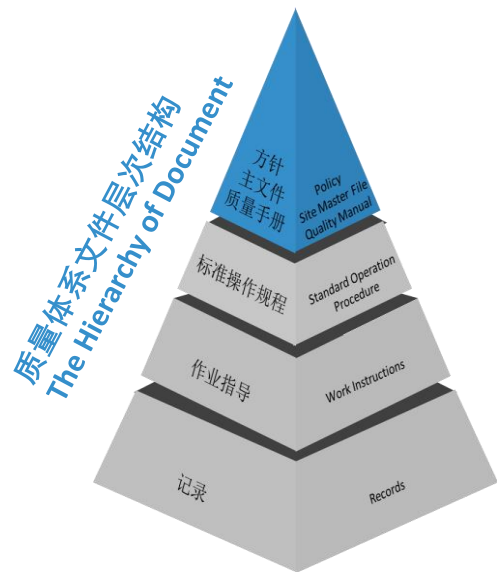 质量体系文件层次结构
The Hierarchy of Document
方针
主文件
质量手册
Policy
Site Master File
Quality Manual
标准操作规程
Standard Operation
Procedure
作业指导
Work Instructions
记录
Records